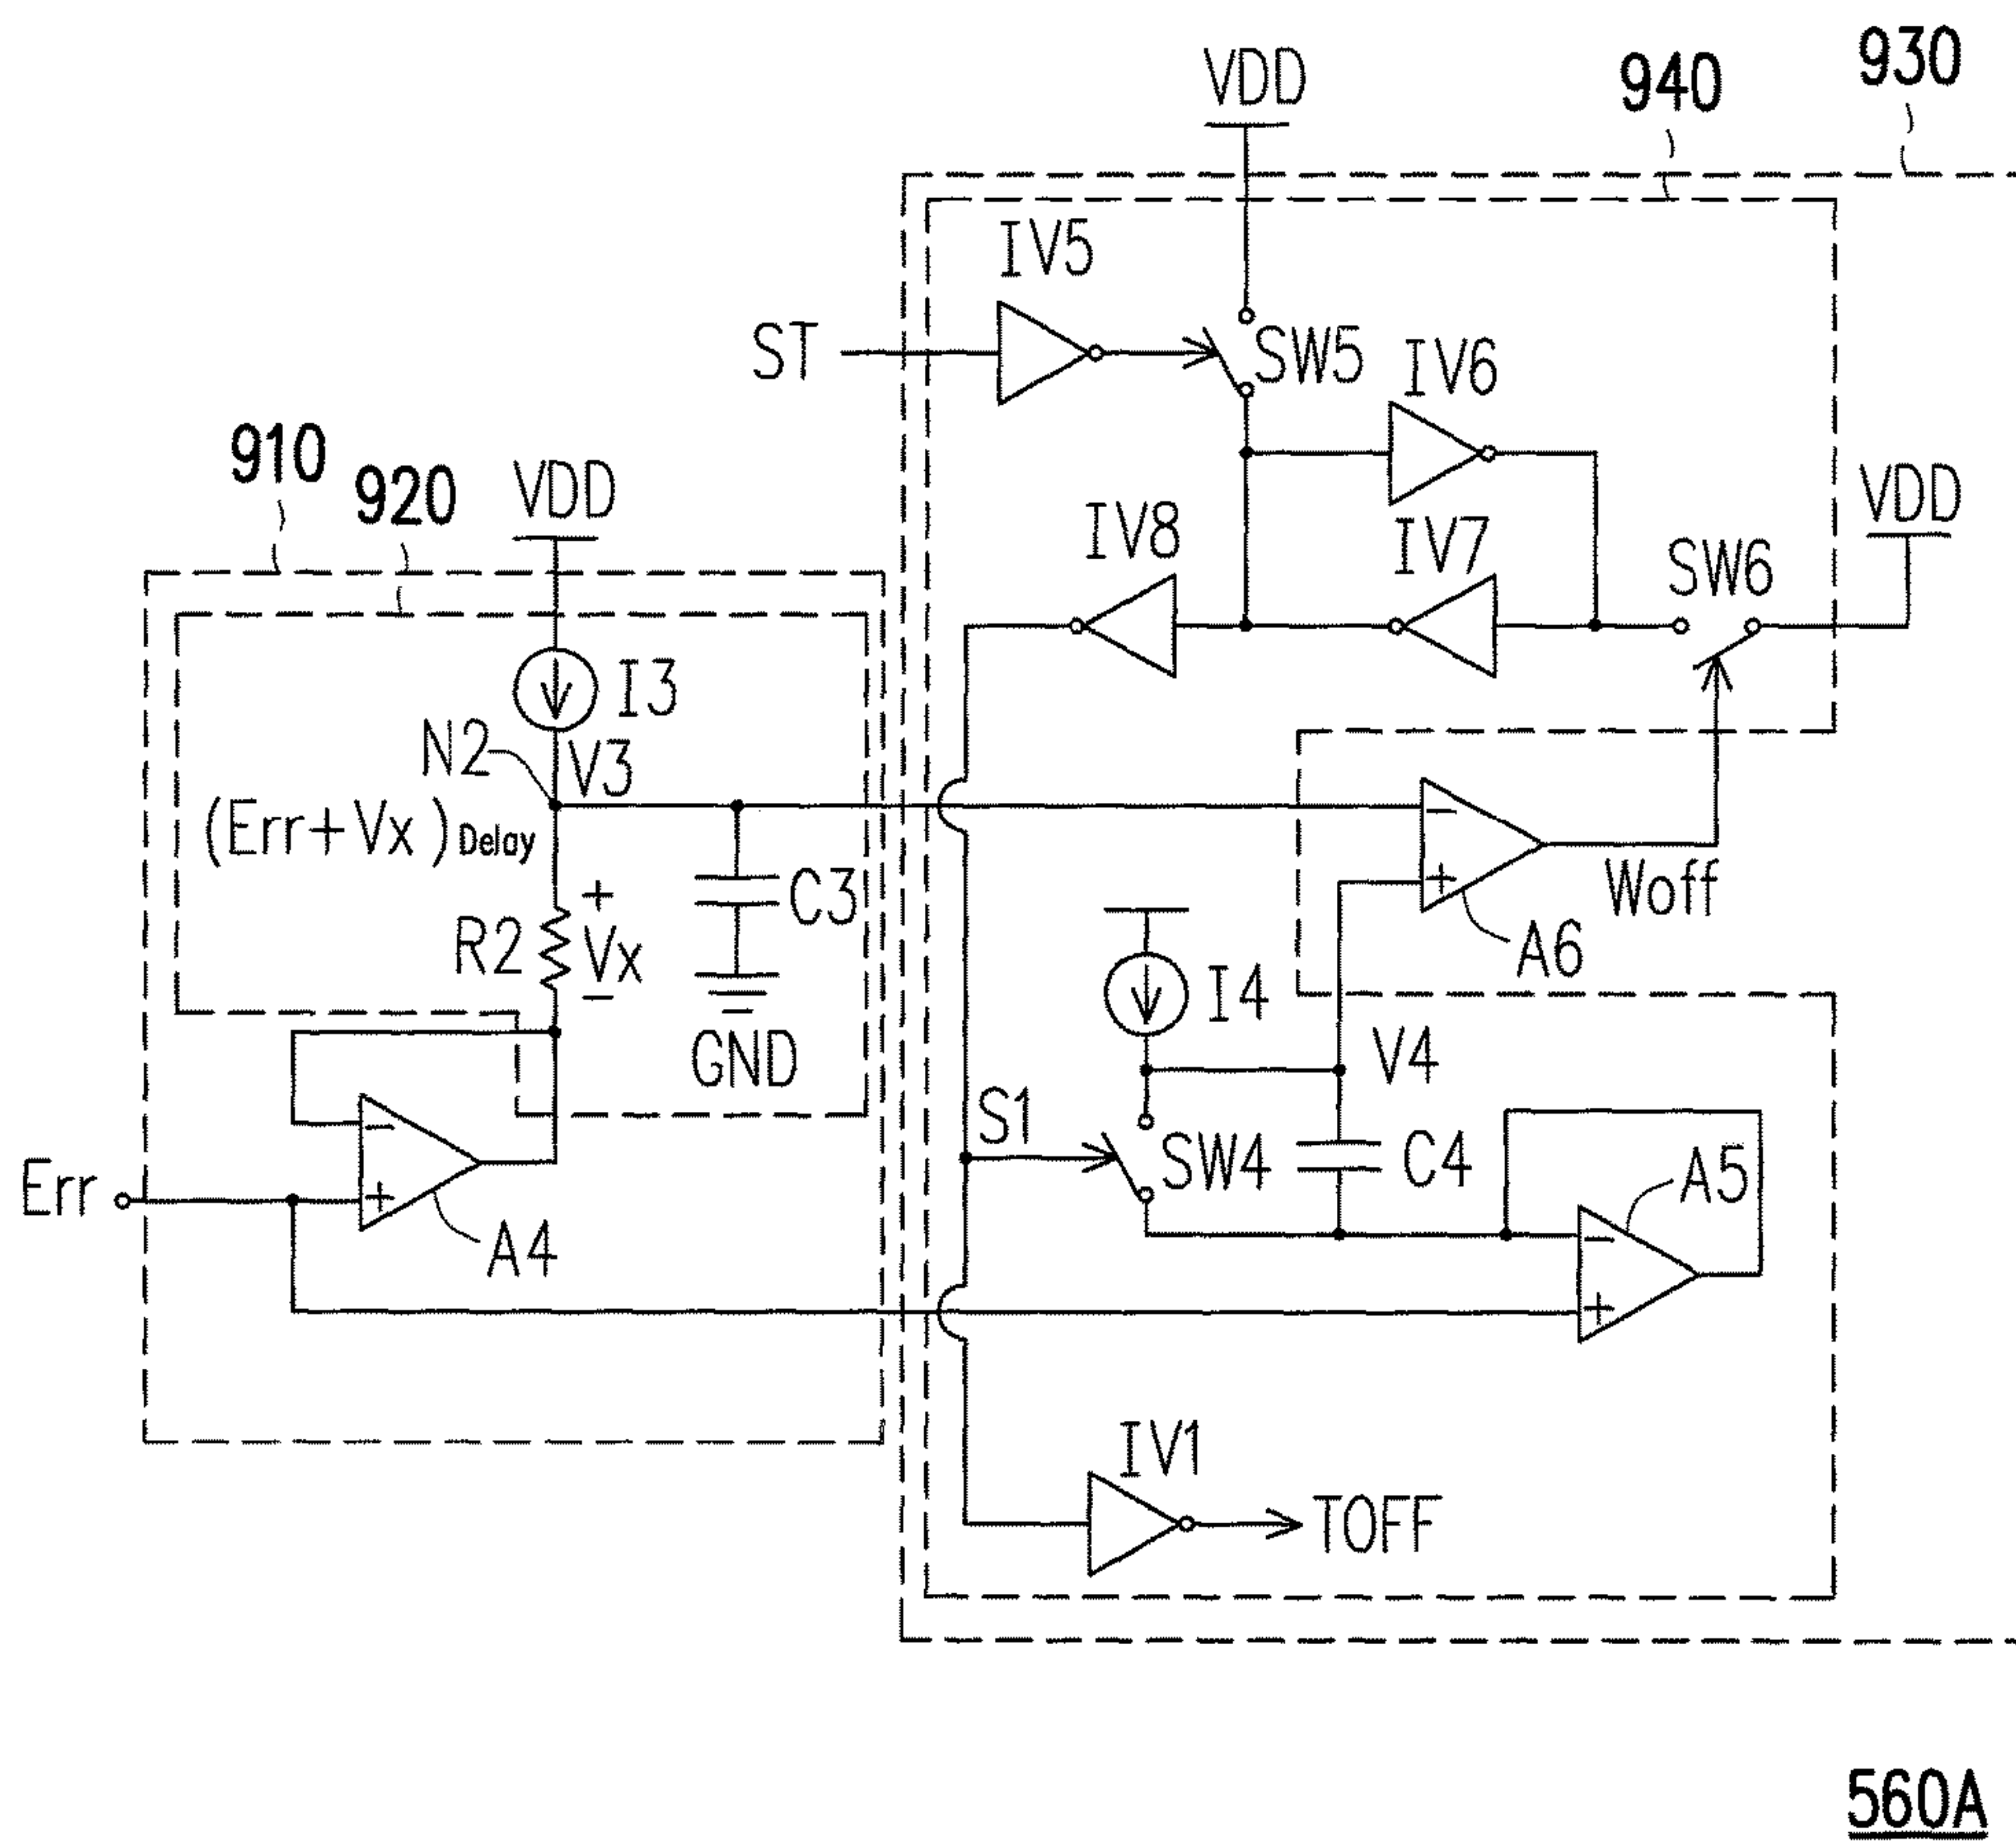 930
940
VDD
IV5
ST
SW5
IV6
910
920
VDD
VDD
IV8
IV7
SW6
I3
N2
V3
(Err+Vx)Delay
−
+
C3
+
R2
Vx
−
Woff
A6
I4
GND
V4
S1
SW4
C4
A5
−
+
Err
−
+
A4
IV1
TOFF
560A